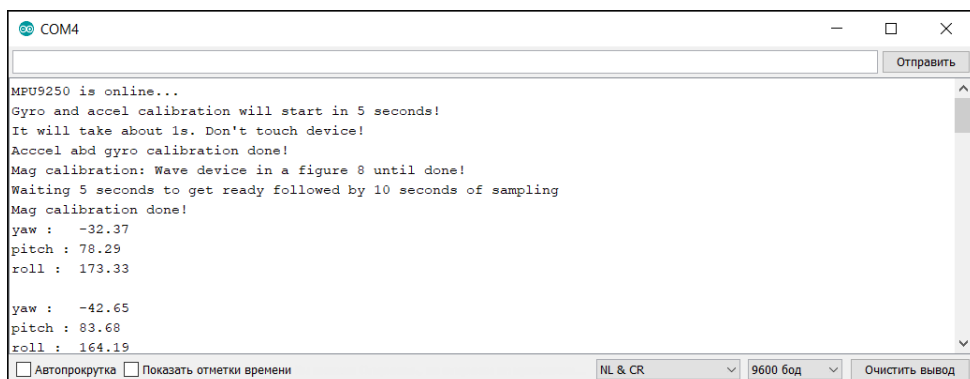 COM4
Отправить
MPU9250 is online...
Gyro and accel calibration will start in 5 seconds!
It will take about 1s. Don't touch device!
Acccel abd gyro calibration done!
Mag calibration: Wave device in a figure 8 until done!
Waiting 5 seconds to get ready followed by 10 seconds of sampling
Mag calibration done!
yaw :   -32.37
pitch : 78.29
roll :  173.33

yaw :   -42.65
pitch : 83.68
roll :  164.19
Автопрокрутка Показать отметки времени NL & CR 9600 бод Очистить вывод